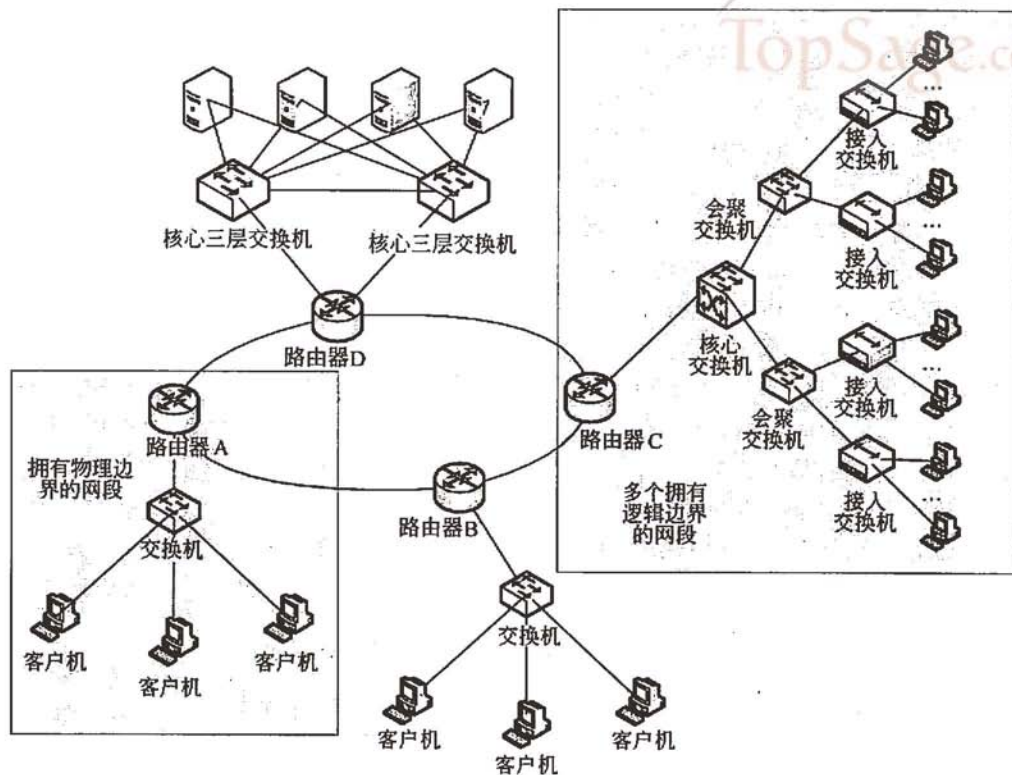 TopSage.co
核心三层交换机
核心三层交换机
路由器D
路由器A
路由器B
路由器C
拥有物理边
界的网段
交换机
客户机
客户机
客户机
交换机
客户机
客户机
客户机
核心
交换机
会聚
交换机
会聚
交换机
接入
交换机
接入
交换机
接入
交换机
接入
交换机
...
...
...
...
多个拥有
逻辑边界
的网段